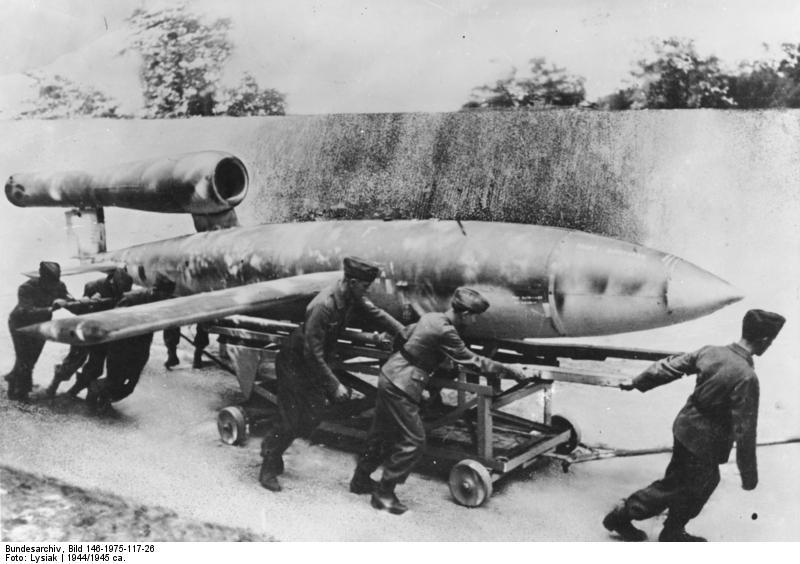 Bundesarchiv, Bild 146-1975-117-26
Foto: Lysiak | 1944/1945 ca.